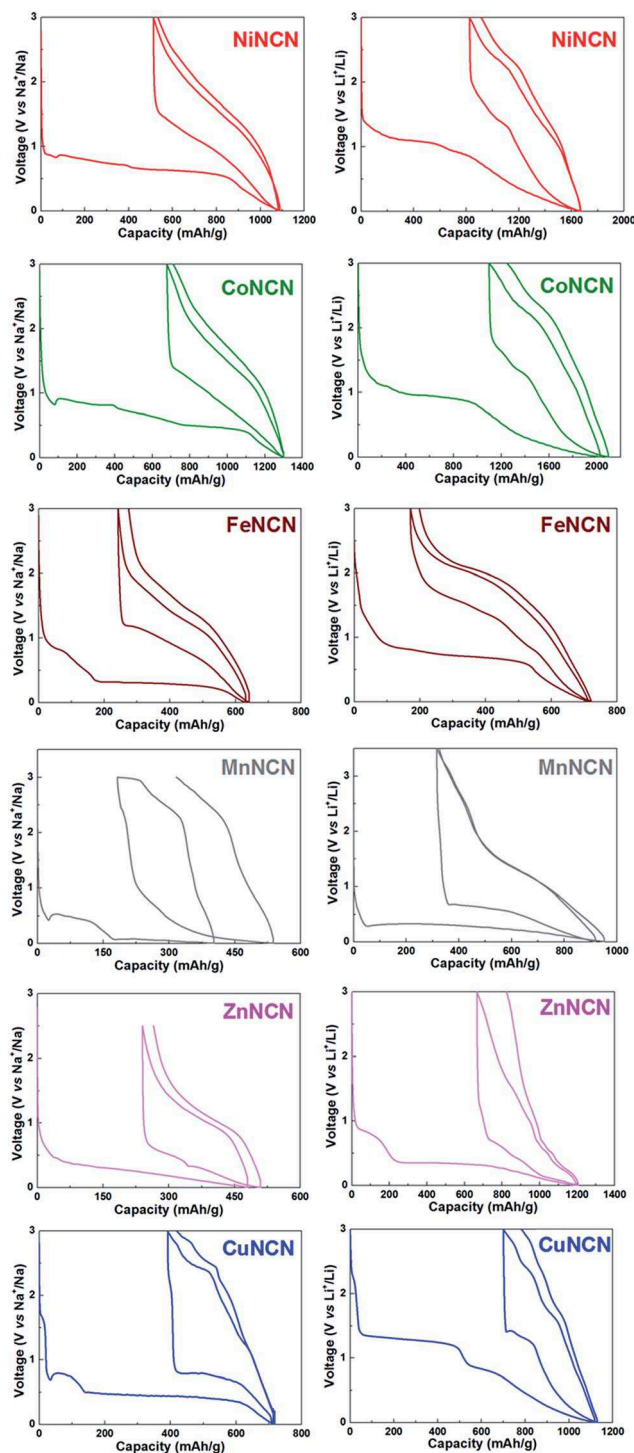 NiNCN
Voltage (V vs Na⁺/Na)
3
2
1
0
0 200 400 600 800 1000 1200
Capacity (mAh/g)
NiNCN
Voltage (V vs Li⁺/Li)
3
2
1
0
0 400 800 1200 1600 2000
Capacity (mAh/g)
CoNCN
Voltage (V vs Na⁺/Na)
3
2
1
0
0 200 400 600 800 1000 1200 1400
Capacity (mAh/g)
CoNCN
Voltage (V vs Li⁺/Li)
3
2
1
0
0 400 800 1200 1600 2000
Capacity (mAh/g)
FeNCN
Voltage (V vs Na⁺/Na)
3
2
1
0
0 200 400 600 800
Capacity (mAh/g)
FeNCN
Voltage (V vs Li⁺/Li)
3
2
1
0
0 200 400 600 800
Capacity (mAh/g)
MnNCN
Voltage (V vs Na⁺/Na)
3
2
1
0
0 150 300 450 600
Capacity (mAh/g)
MnNCN
Voltage (V vs Li⁺/Li)
3
2
1
0
0 200 400 600 800 1000
Capacity (mAh/g)
ZnNCN
Voltage (V vs Na⁺/Na)
3
2
1
0
0 150 300 450 600
Capacity (mAh/g)
ZnNCN
Voltage (V vs Li⁺/Li)
3
2
1
0
0 200 400 600 800 1000 1200 1400
Capacity (mAh/g)
CuNCN
Voltage (V vs Na⁺/Na)
3
2
1
0
0 200 400 600 800
Capacity (mAh/g)
CuNCN
Voltage (V vs Li⁺/Li)
3
2
1
0
0 200 400 600 800 1000 1200
Capacity (mAh/g)